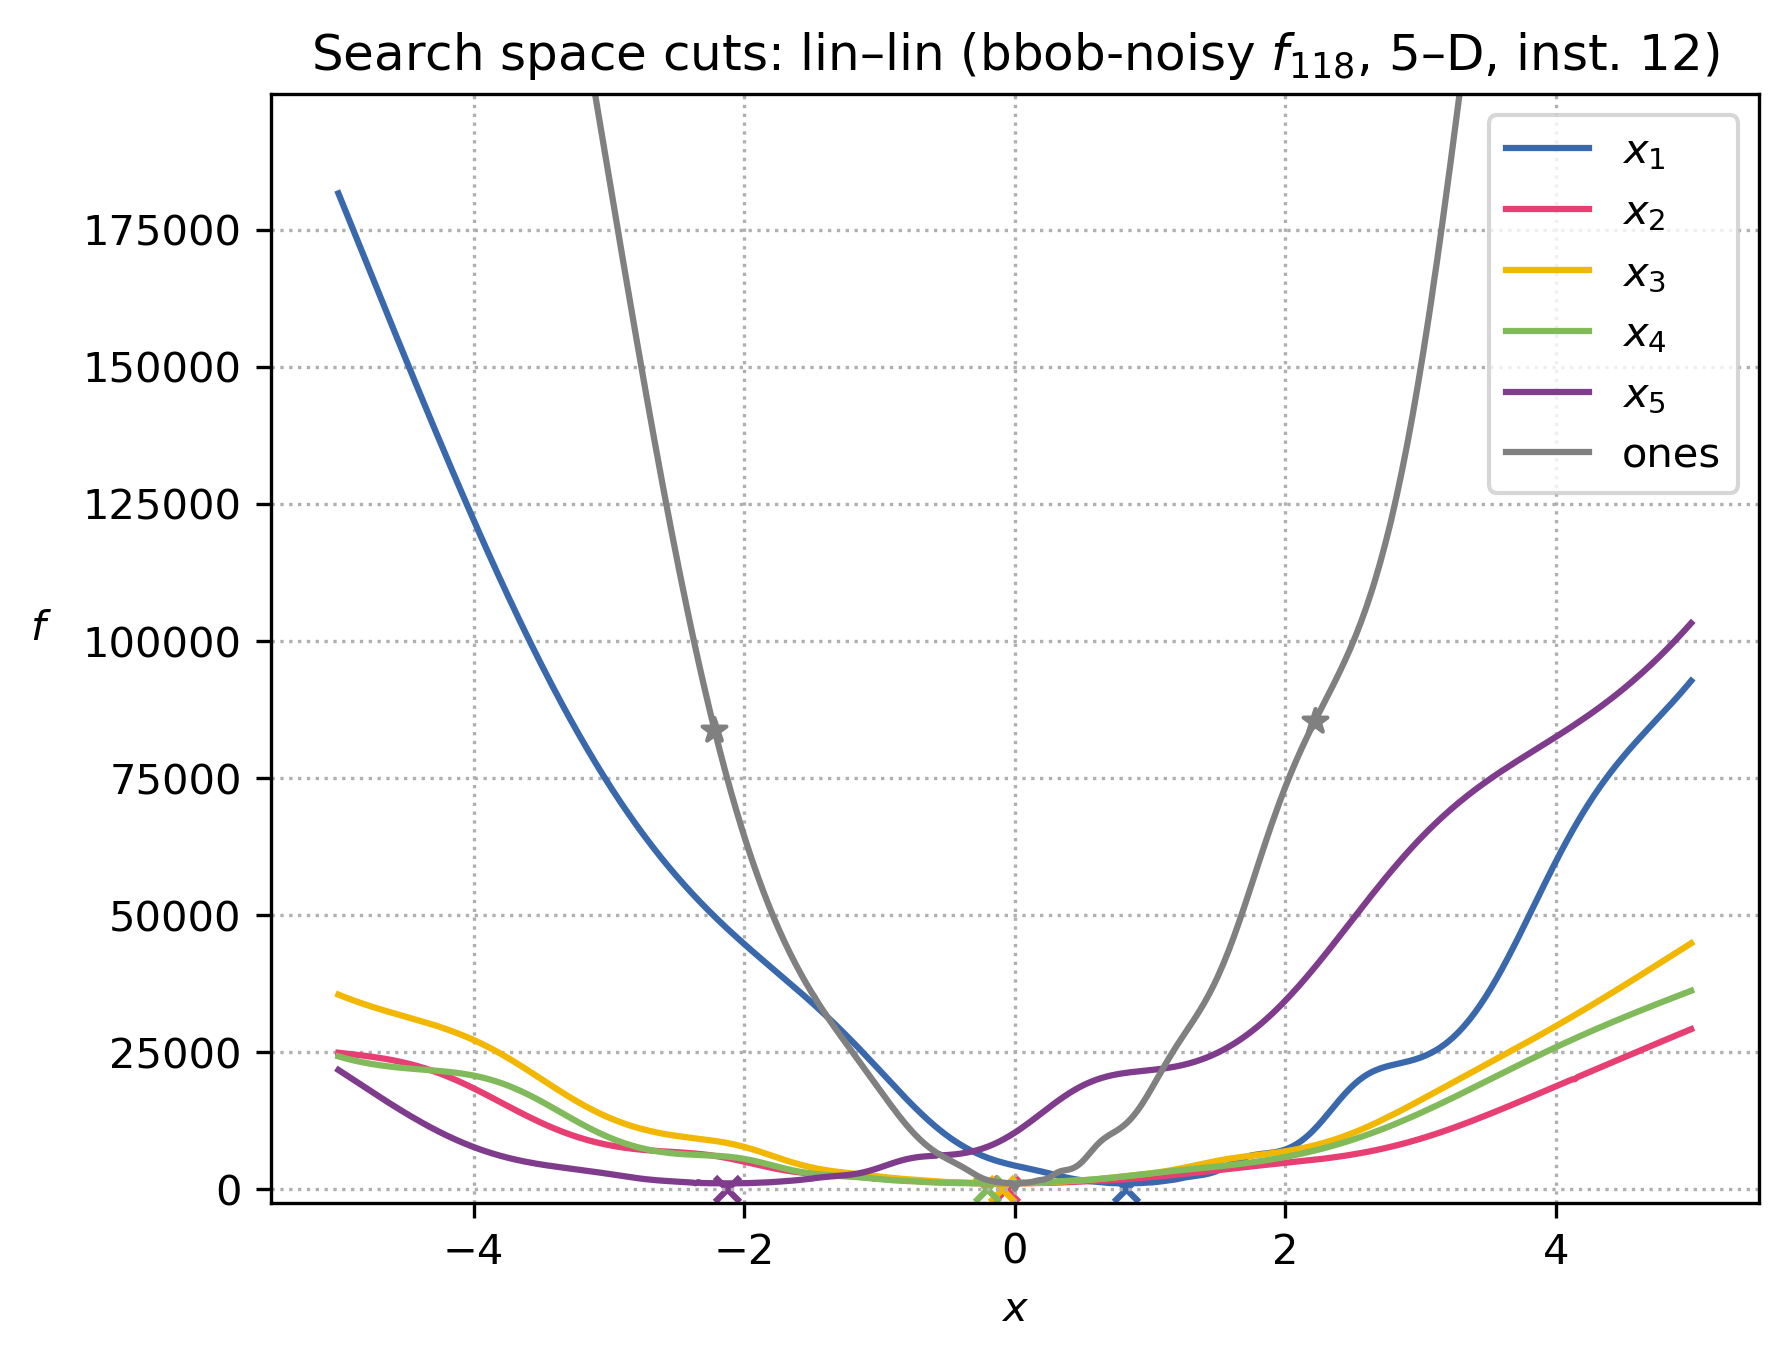 Search space cuts: lin–lin (bbob-noisy f118, 5–D, inst. 12)
175000
150000
125000
100000
75000
50000
25000
0
f
−4
−2
0
2
4
x
x1
x2
x3
x4
x5
ones